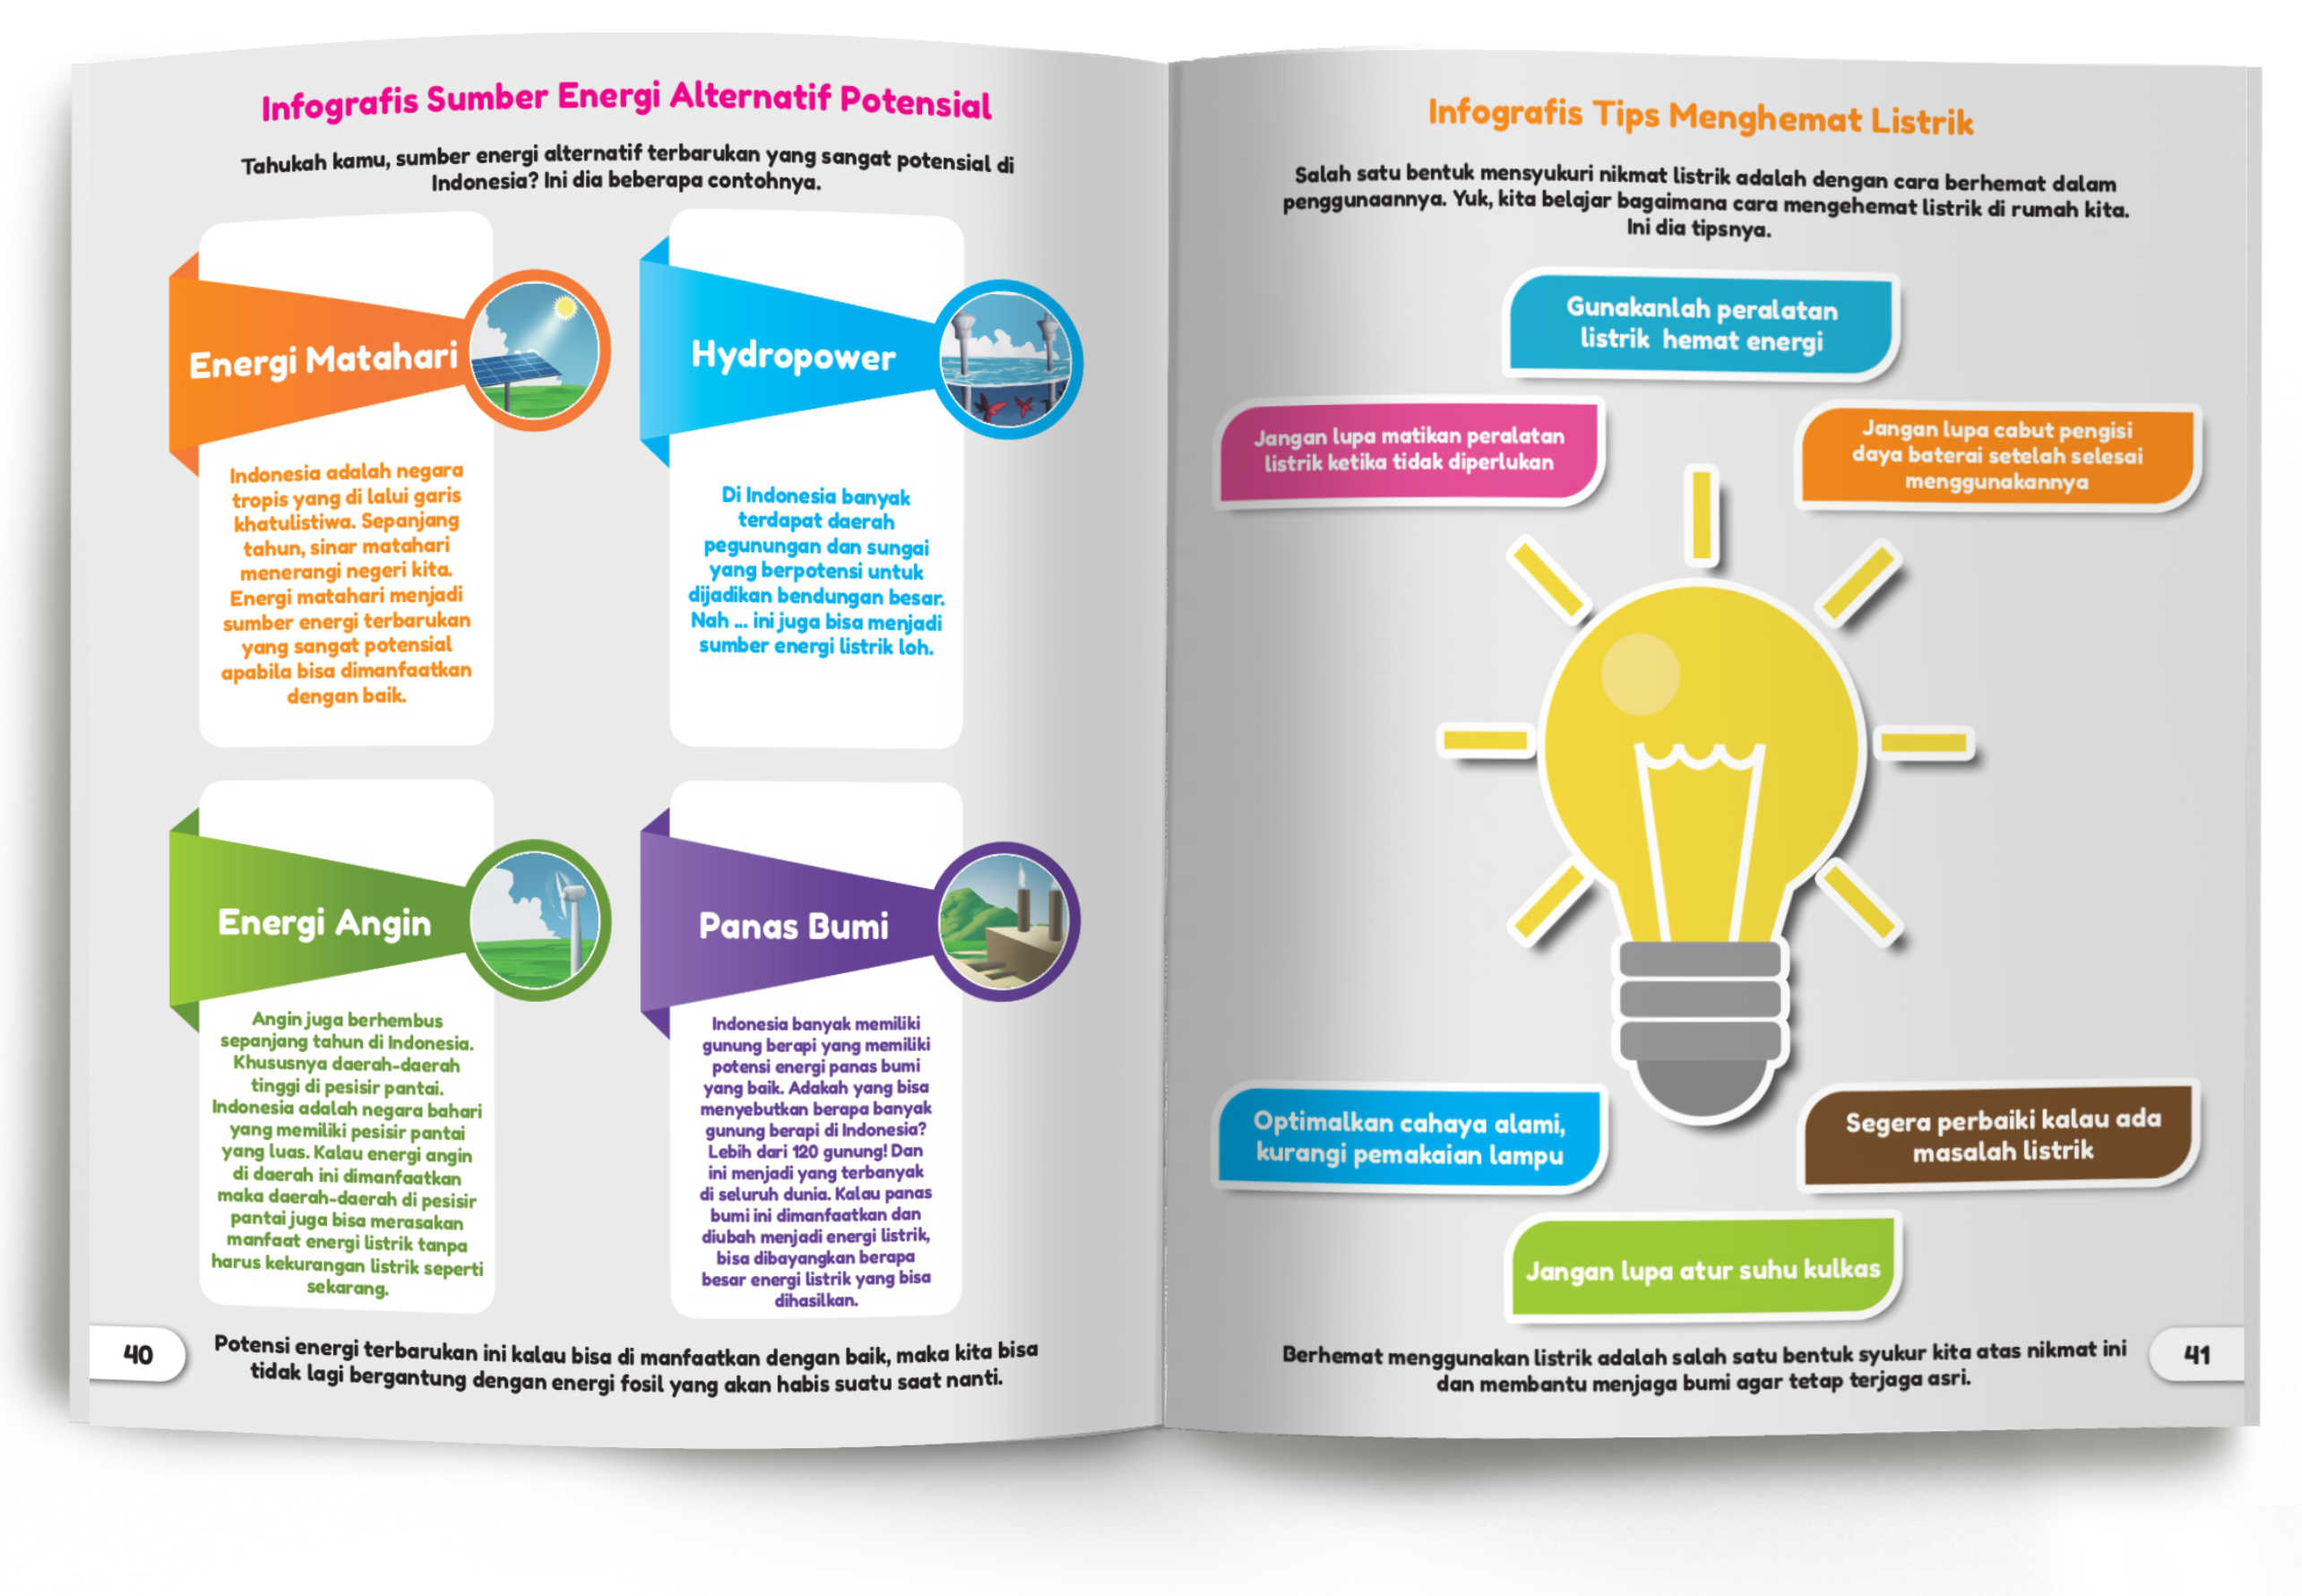 Infografis Sumber Energi Alternatif Potensial
Tahukah kamu, sumber energi alternatif terbarukan yang sangat potensial di
Indonesia? Ini dia beberapa contohnya.
Energi Matahari
Indonesia adalah negara
tropis yang di lalui garis
khatulistiwa. Sepanjang
tahun, sinar matahari
menerangi negeri kita.
Energi matahari menjadi
sumber energi terbarukan
yang sangat potensial
apabila bisa dimanfaatkan
dengan baik.
Hydropower
Di Indonesia banyak
terdapat daerah
pegunungan dan sungai
yang berpotensi untuk
dijadikan bendungan besar.
Nah ... ini juga bisa menjadi
sumber energi listrik loh.
Energi Angin
Angin juga berhembus
sepanjang tahun di Indonesia.
Khususnya daerah-daerah
tinggi di pesisir pantai.
Indonesia adalah negara bahari
yang memiliki pesisir pantai
yang luas. Kalau energi angin
di daerah ini dimanfaatkan
maka daerah-daerah di pesisir
pantai juga bisa merasakan
manfaat energi listrik tanpa
harus kekurangan listrik seperti
sekarang.
Panas Bumi
Indonesia banyak memiliki
gunung berapi yang memiliki
potensi energi panas bumi
yang baik. Adakah yang bisa
menyebutkan berapa banyak
gunung berapi di Indonesia?
Lebih dari 120 gunung! Dan
ini menjadi yang terbanyak
di seluruh dunia. Kalau panas
bumi ini dimanfaatkan dan
diubah menjadi energi listrik,
bisa dibayangkan berapa
besar energi listrik yang bisa
dihasilkan.
40
Potensi energi terbarukan ini kalau bisa di manfaatkan dengan baik, maka kita bisa
tidak lagi bergantung dengan energi fosil yang akan habis suatu saat nanti.
Infografis Tips Menghemat Listrik
Salah satu bentuk mensyukuri nikmat listrik adalah dengan cara berhemat dalam
penggunaannya. Yuk, kita belajar bagaimana cara mengehemat listrik di rumah kita.
Ini dia tipsnya.
Gunakanlah peralatan
listrik hemat energi
Jangan lupa matikan peralatan
listrik ketika tidak diperlukan
Jangan lupa cabut pengisi
daya baterai setelah selesai
menggunakannya
Optimalkan cahaya alami,
kurangi pemakaian lampu
Segera perbaiki kalau ada
masalah listrik
Jangan lupa atur suhu kulkas
Berhemat menggunakan listrik adalah salah satu bentuk syukur kita atas nikmat ini
dan membantu menjaga bumi agar tetap terjaga asri.
41